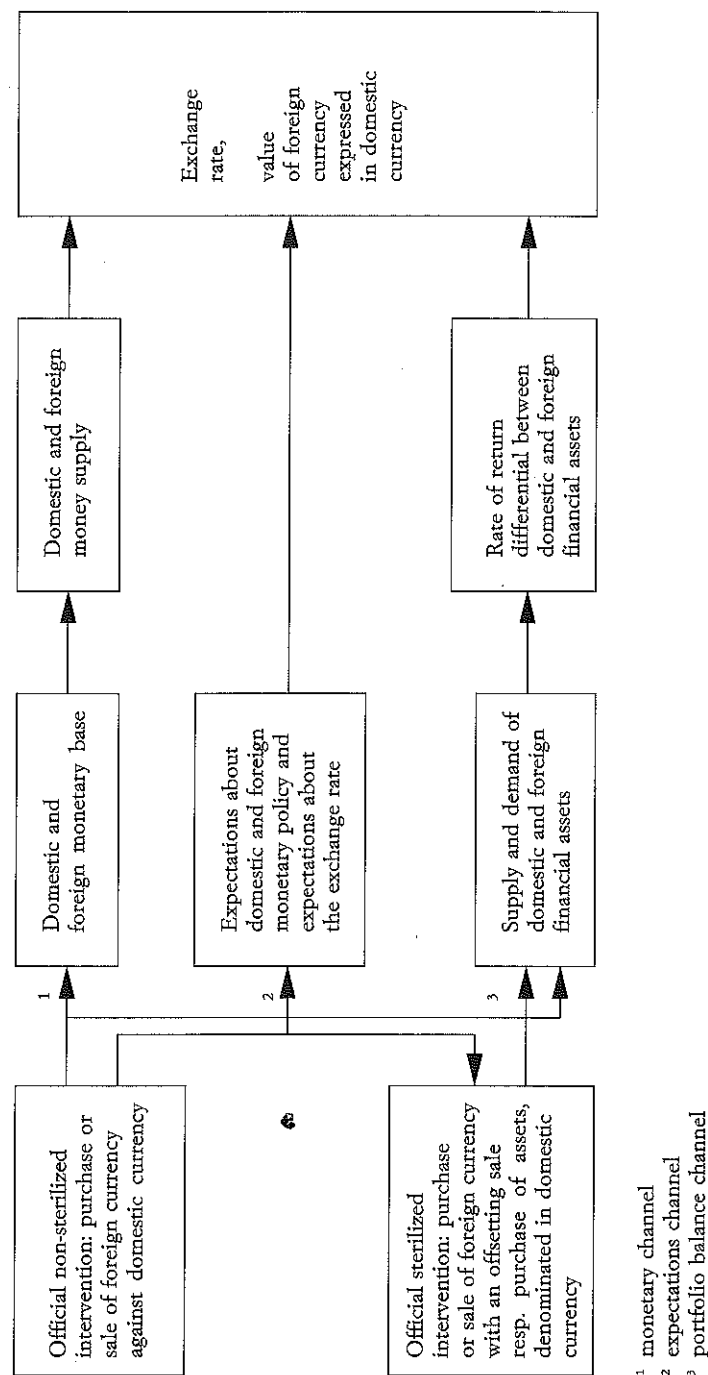 Official non-sterilized
intervention: purchase or
sale of foreign currency
against domestic currency
Official sterilized
intervention: purchase
or sale of foreign currency
with an offsetting sale
resp. purchase of assets,
denominated in domestic
currency
1
2
3
Domestic and
foreign monetary base
Expectations about
domestic and foreign
monetary policy and
expectations about
the exchange rate
Supply and demand of
domestic and foreign
financial assets
Domestic and foreign
money supply
Rate of return
differential between
domestic and foreign
financial assets
Exchange
rate,
value
of foreign
currency
expressed
in domestic
currency
1 monetary channel
2 expectations channel
3 portfolio balance channel